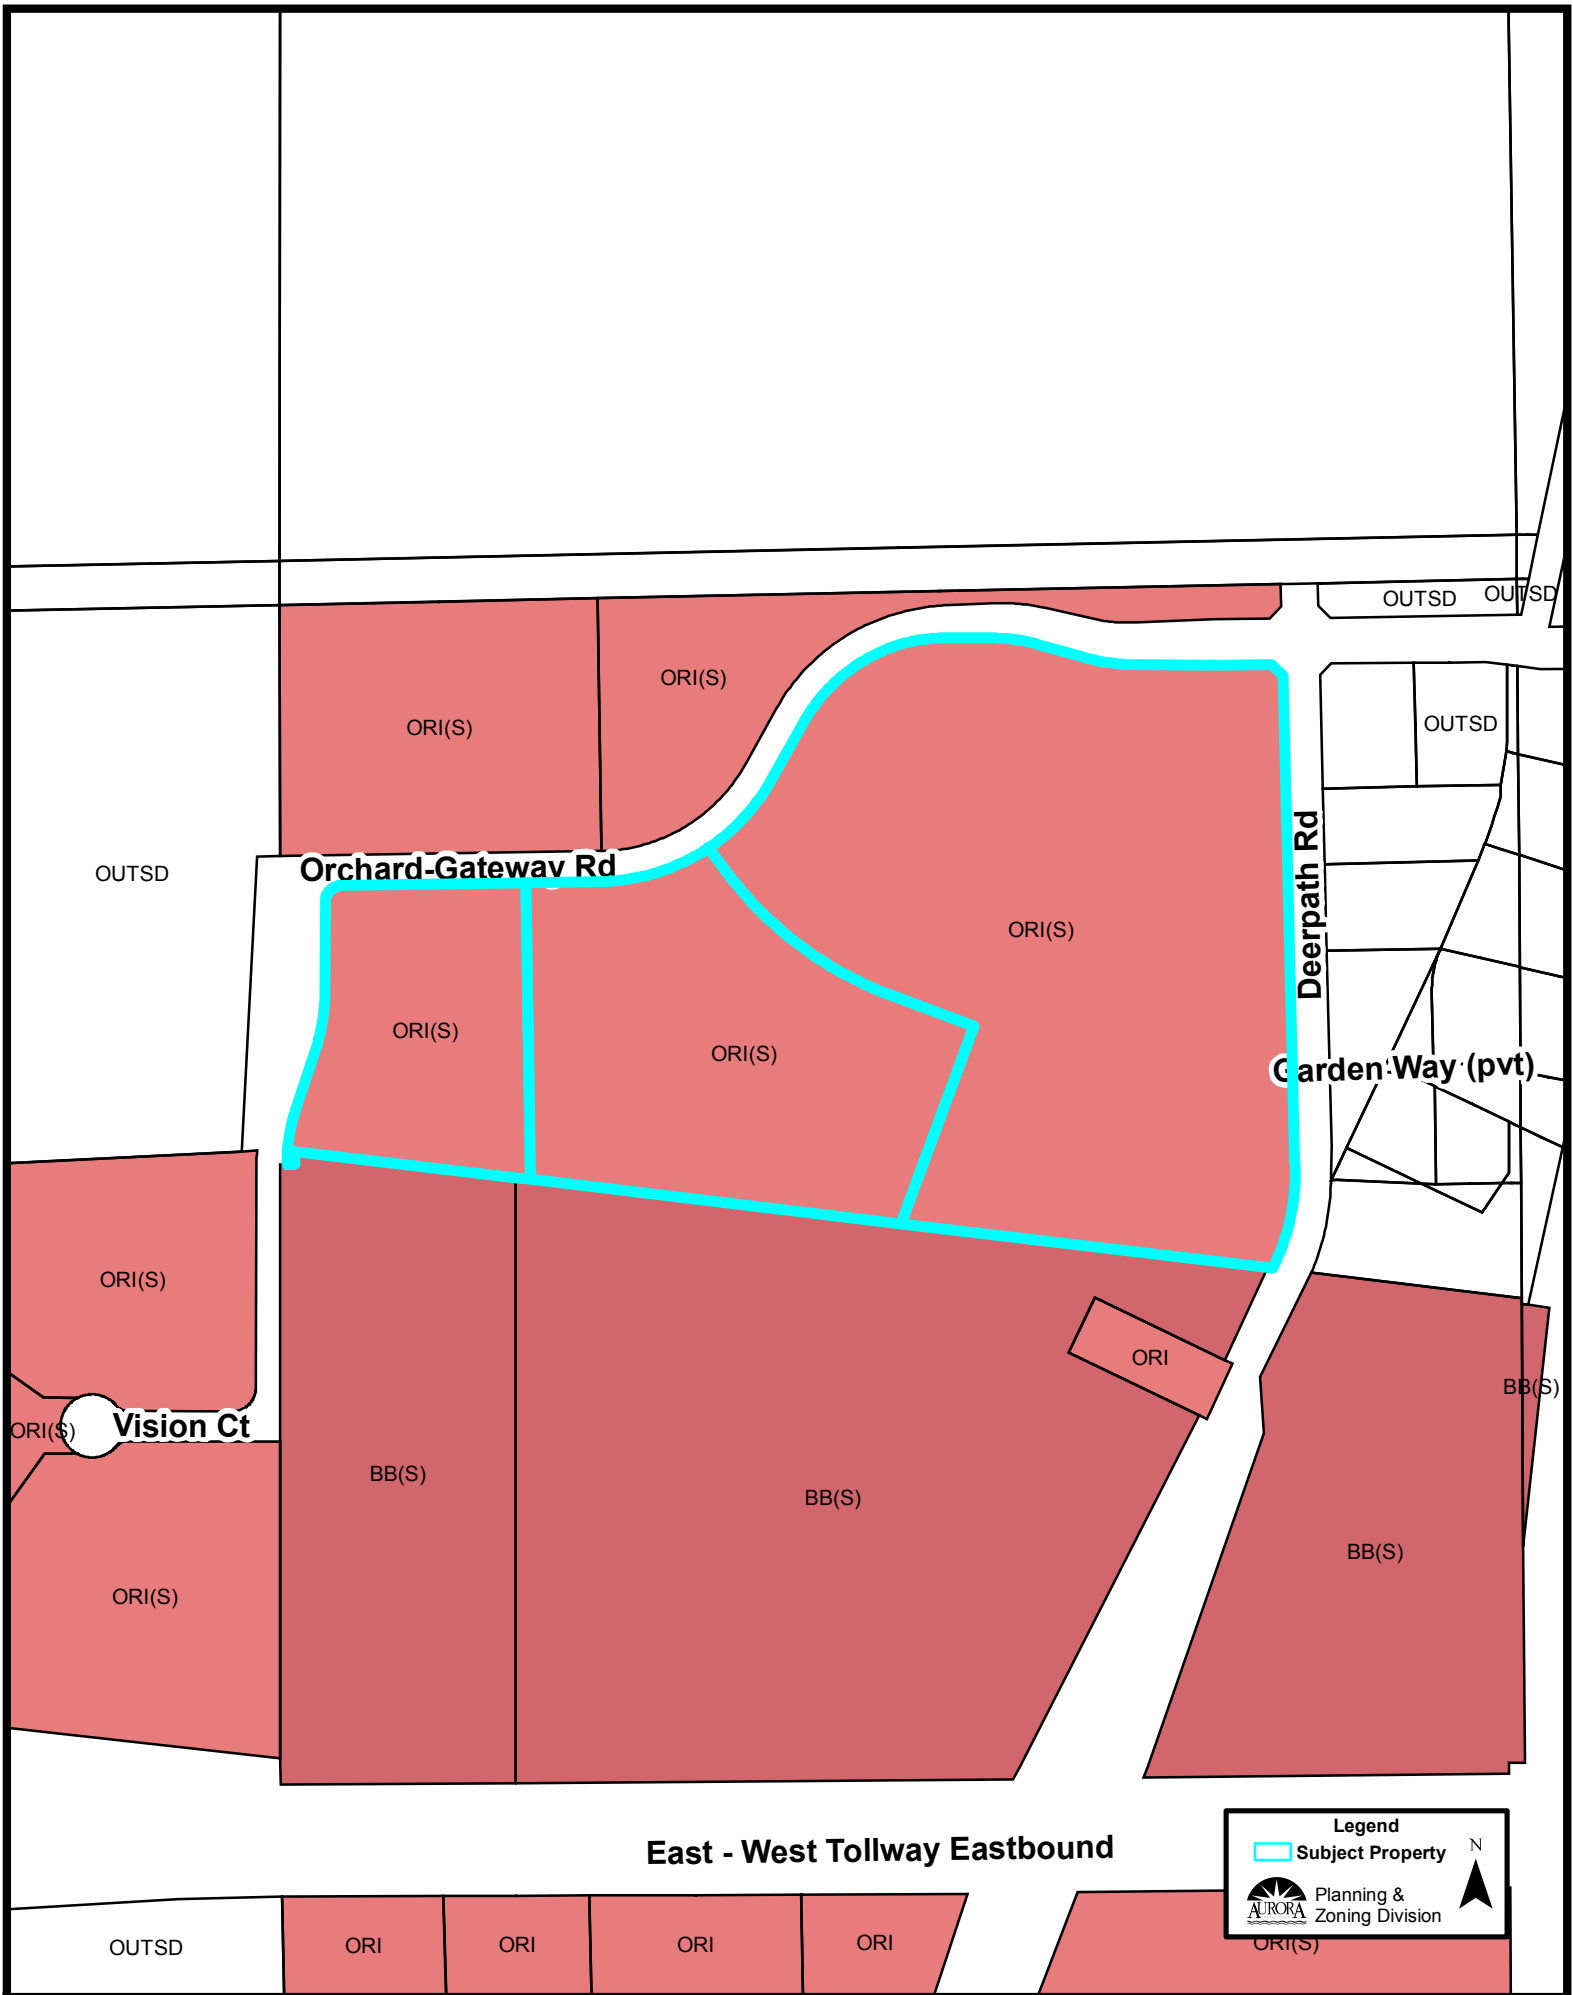 OUTSD
OUTSD
ORI(S)
ORI(S)
OUTSD
OUTSD
Orchard-Gateway Rd
Deerpath Rd
ORI(S)
ORI(S)
ORI(S)
Garden Way (pvt)
ORI(S)
ORI
BB(S)
ORI(S)
Vision Ct
BB(S)
BB(S)
BB(S)
ORI(S)
East - West Tollway Eastbound
Legend
Subject Property
N
AURORA
Planning &
Zoning Division
OUTSD
ORI
ORI
ORI
ORI
ORI(S)